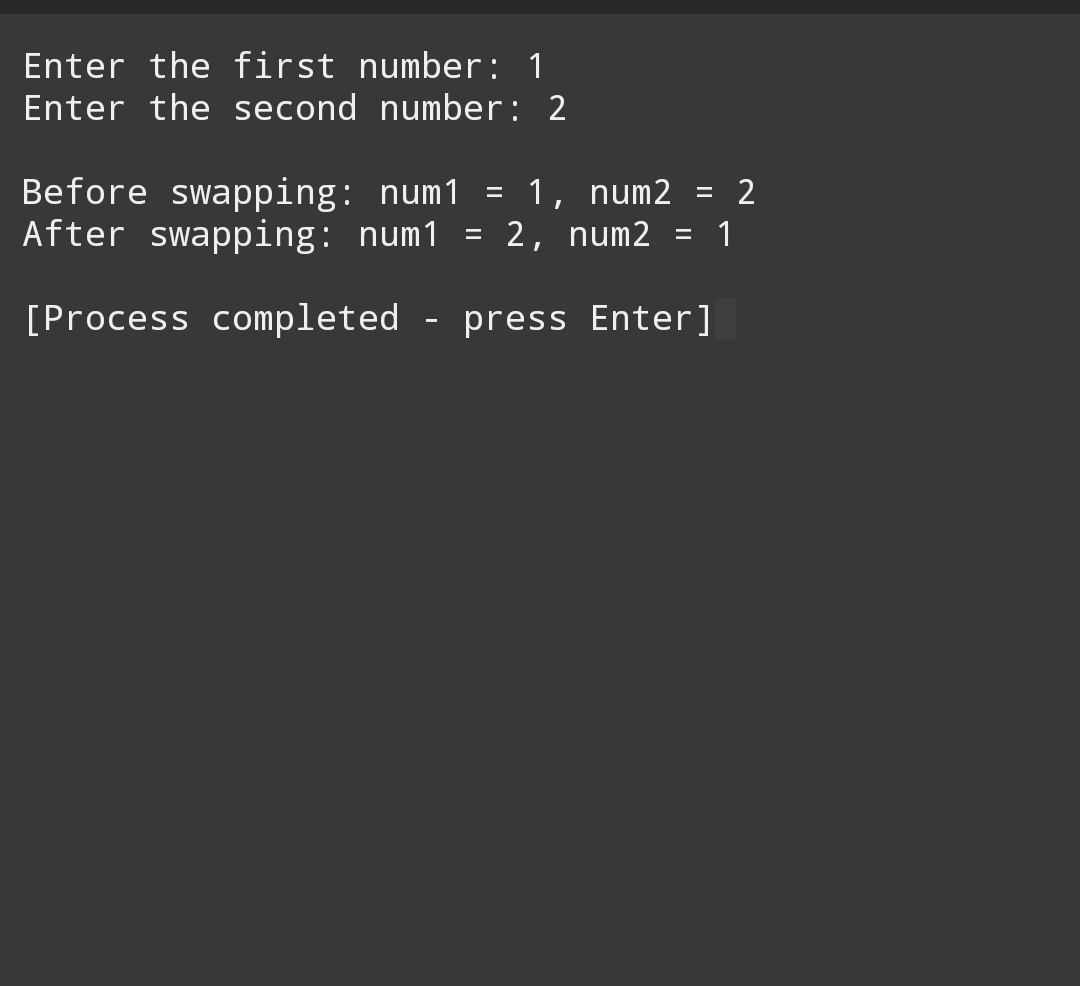 Enter the first number: 1
Enter the second number: 2
Before swapping: num1 = 1, num2 = 2
After swapping: num1 = 2, num2 = 1
[Process completed - press Enter]